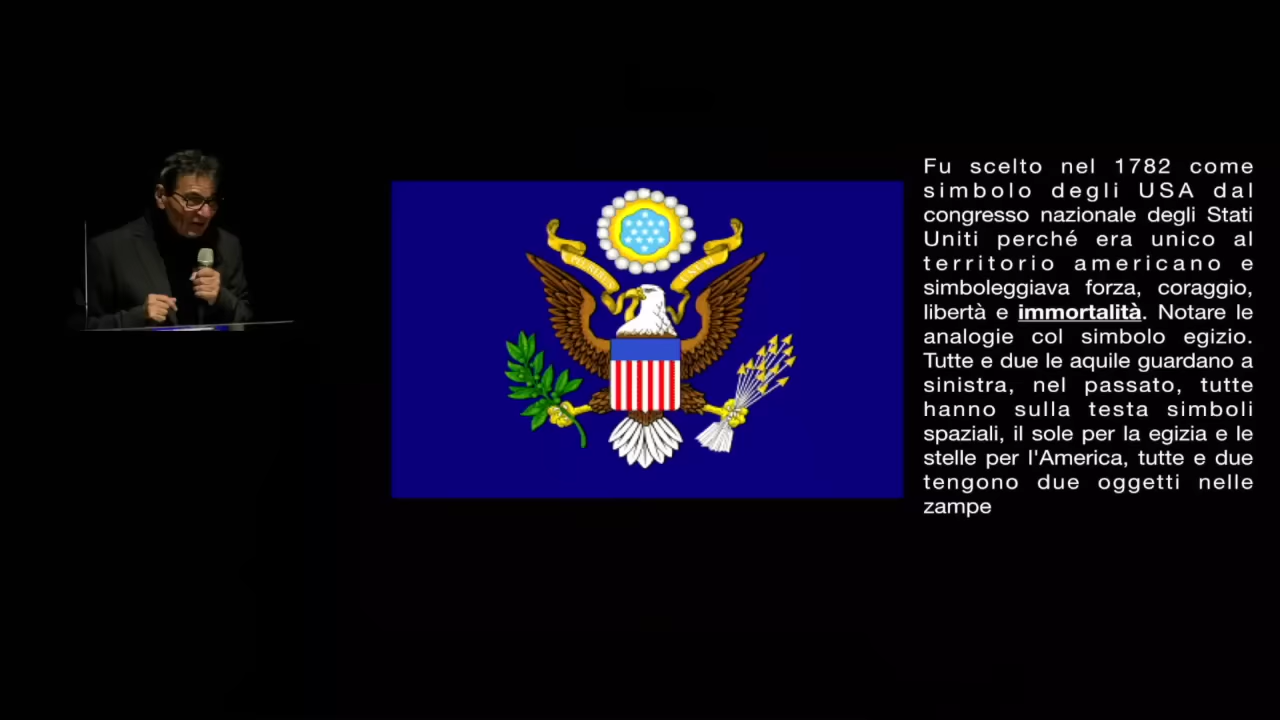 Fu scelto nel 1782 come
simbolo degli USA dal
congresso nazionale degli Stati
Uniti perché era unico al
territorio americano e
simboleggiava forza, coraggio,
libertà e immortalità. Notare le
analogie col simbolo egizio.
Tutte e due le aquile guardano a
sinistra, nel passato, tutte
hanno sulla testa simboli
spaziali, il sole per la egizia e le
stelle per l'America, tutte e due
tengono due oggetti nelle
zampe